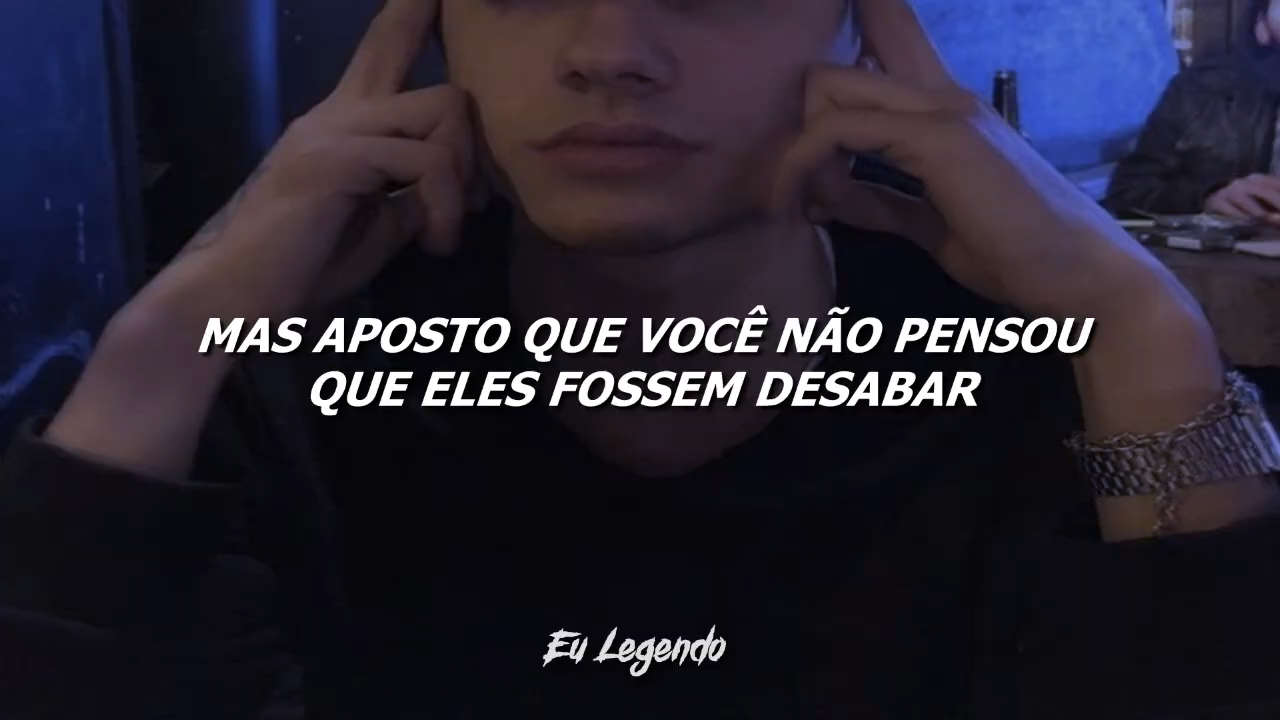 MAS APOSTO QUE VOCÊ NÃO PENSOU
QUE ELES FOSSEM DESABAR
Eu Legendo